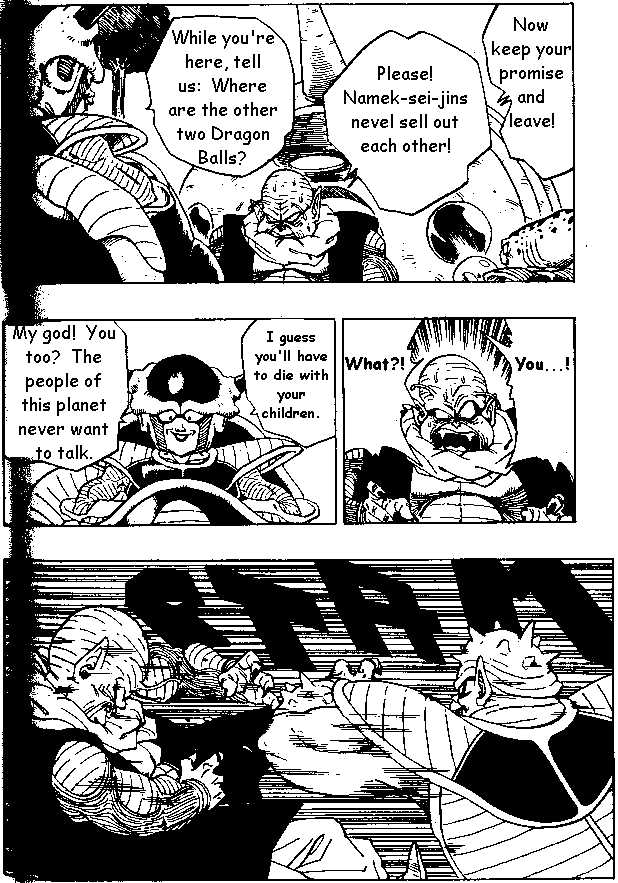 While you're
here, tell
us: Where
are the other
two Dragon
Balls?
Please!
Namek-sei-jins
nevel sell out
each other!
Now
keep your
promise
and
leave!
My god! You
too? The
people of
this planet
never want
to talk.
I guess
you'll have
to die with
your
children.
What?!
You...!
PTAM